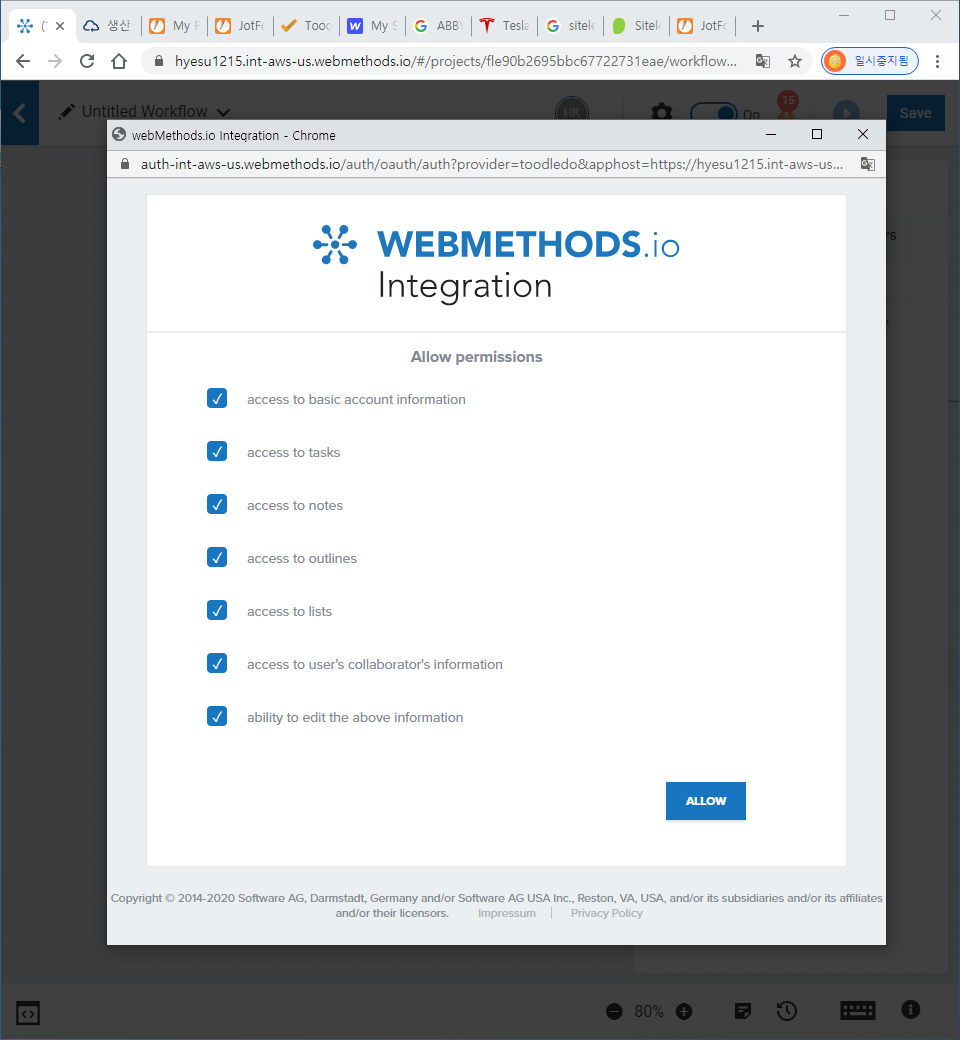 (
생산
My F
JotFo
Tood
My S
ABBY
Tesla
sitele
Sitele
JotFo
hyesu1215.int-aws-us.webmethods.io/#/projects/fle90b2695bbc67722731eae/workflow...
일시중지됨
Untitled Workflow
HK
On
15
Save
webMethods.io Integration - Chrome
auth-int-aws-us.webmethods.io/auth/oauth/auth?provider=toodledo&apphost=https://hyesu1215.int-aws-us...
WEBMETHODS.io
Integration
Allow permissions
access to basic account information
access to tasks
access to notes
access to outlines
access to lists
access to user's collaborator's information
ability to edit the above information
ALLOW
Copyright © 2014-2020 Software AG, Darmstadt, Germany and/or Software AG USA Inc., Reston, VA, USA, and/or its subsidiaries and/or its affiliates
and/or their licensors. Impressum | Privacy Policy
80%